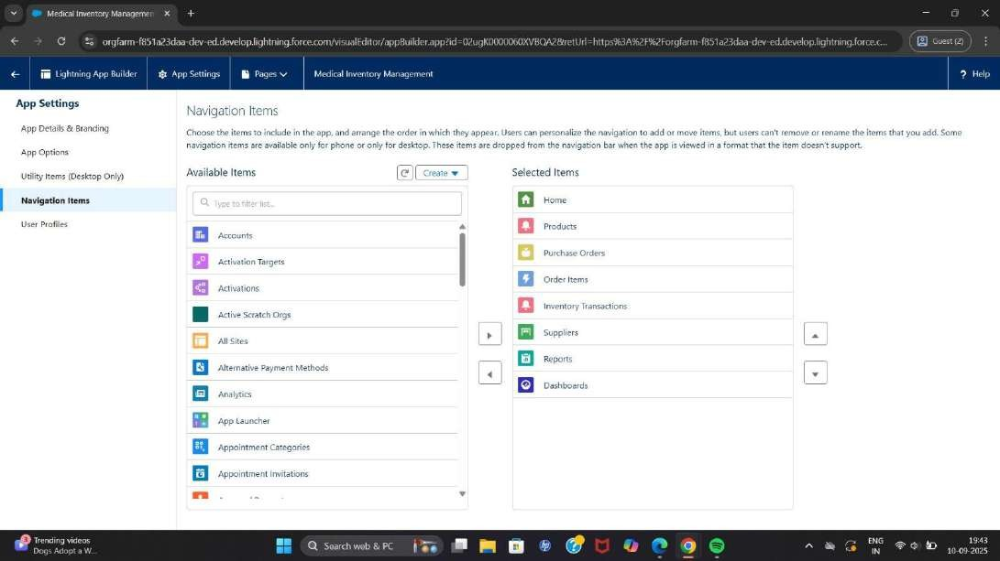 Medical Inventory Managemen
orgfarm-f851a23daa-dev-ed.develop.lightning.force.com/visualEditor/appBuilder.app?id=02ugK0000060XVBQA2&retUrl=https%3A%2F%2Forgfarm-f851a23daa-dev-ed.develop.lightning.force.c...
Guest (2)
Lightning App Builder
App Settings
Pages
Medical Inventory Management
? Help
App Settings
App Details & Branding
App Options
Utility Items (Desktop Only)
Navigation Items
User Profiles
Navigation Items
Choose the items to include in the app, and arrange the order in which they appear. Users can personalize the navigation to add or move items, but users can't remove or rename the items that you add. Some
navigation items are available only for phone or only for desktop. These items are dropped from the navigation bar when the app is viewed in a format that the item doesn't support.
Available Items
Create
Type to filter list...
Accounts
Activation Targets
Activations
Active Scratch Orgs
All Sites
Alternative Payment Methods
Analytics
App Launcher
Appointment Categories
Appointment Invitations
Selected Items
Home
Products
Purchase Orders
Order Items
Inventory Transactions
Suppliers
Reports
Dashboards
Trending videos
Dogs Adopt a W...
Search web & PC
ENG
IN
19:43
10-09-2025